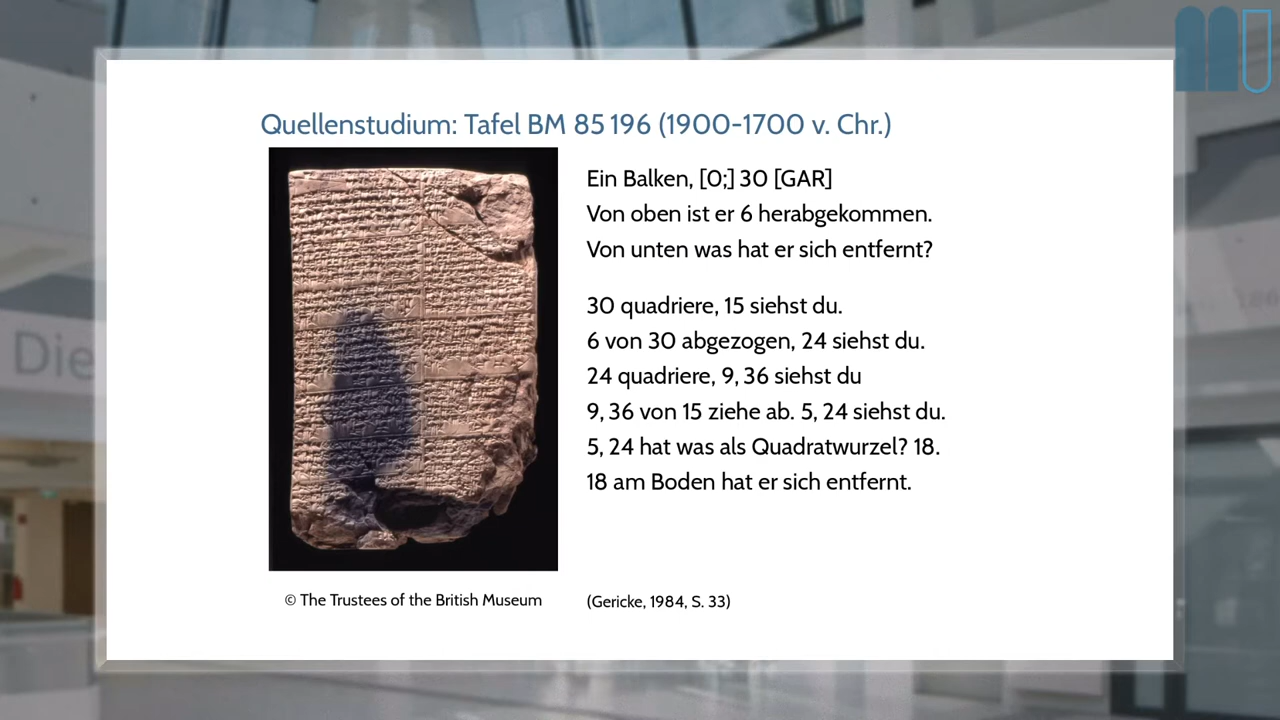 Quellenstudium: Tafel BM 85 196 (1900-1700 v. Chr.)
Ein Balken, [0;] 30 [GAR]
Von oben ist er 6 herabgekommen.
Von unten was hat er sich entfernt?
30 quadriere, 15 siehst du.
6 von 30 abgezogen, 24 siehst du.
24 quadriere, 9, 36 siehst du
9, 36 von 15 ziehe ab. 5, 24 siehst du.
5, 24 hat was als Quadratwurzel? 18.
18 am Boden hat er sich entfernt.
© The Trustees of the British Museum
(Gericke, 1984, S. 33)
Die